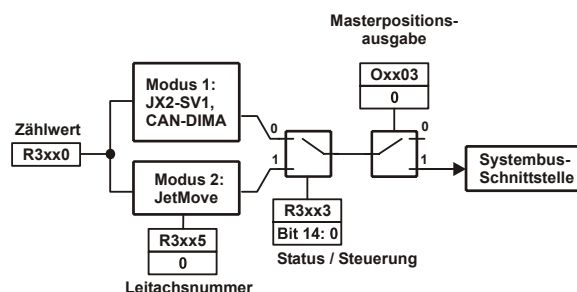 Masterpositions-
ausgabe
Oxx03
0
Modus 1:
JX2-SV1,
CAN-DIMA
Zählwert
R3xx0
0
1
0
1
Systembus-
Schnittstelle
Modus 2:
JetMove
R3xx5
0
Leitachsnummer
R3xx3
Bit 14: 0
Status / Steuerung